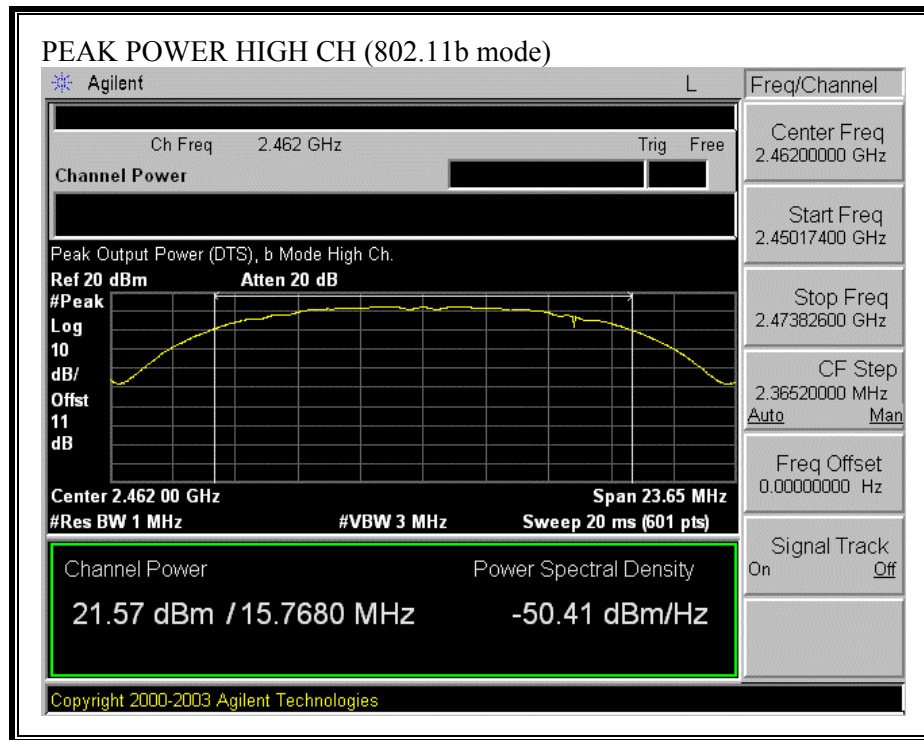 PEAK POWER HIGH CH (802.11b mode)
Agilent L Freq/Channel
Ch Freq 2.462 GHz Trig Free
Channel Power
Center Freq
2.46200000 GHz
Start Freq
2.45017400 GHz
Stop Freq
2.47382600 GHz
CF Step
2.36520000 MHz
Auto Man
Freq Offset
0.00000000 Hz
Signal Track
On Off
Peak Output Power (DTS), b Mode High Ch.
Ref 20 dBm Atten 20 dB
#Peak
Log
10
dB/
Offst
11
dB
Center 2.462 00 GHz Span 23.65 MHz
#Res BW 1 MHz #VBW 3 MHz Sweep 20 ms (601 pts)
Channel Power Power Spectral Density
21.57 dBm / 15.7680 MHz -50.41 dBm/Hz
Copyright 2000-2003 Agilent Technologies